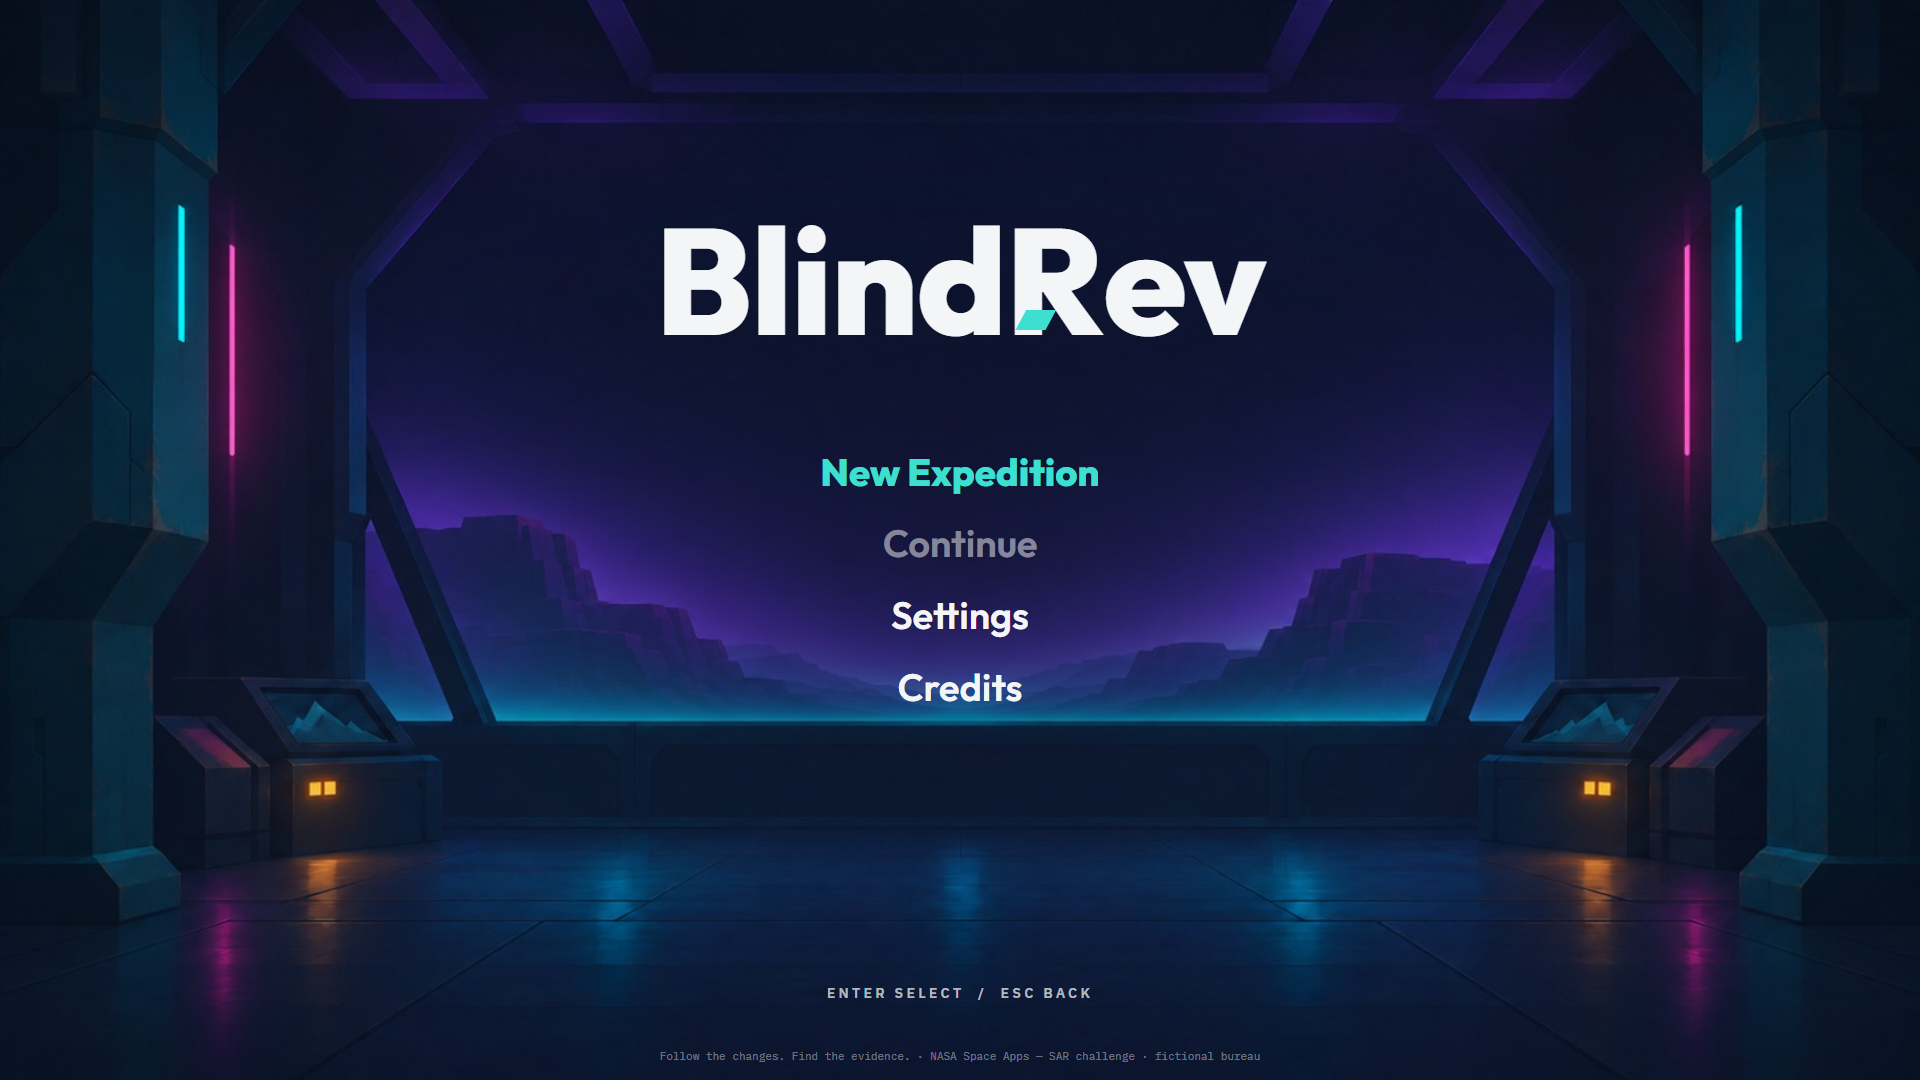 BlindRev
New Expedition
Continue
Settings
Credits
ENTER SELECT / ESC BACK
Follow the changes. Find the evidence. · NASA Space Apps — SAR challenge · fictional bureau